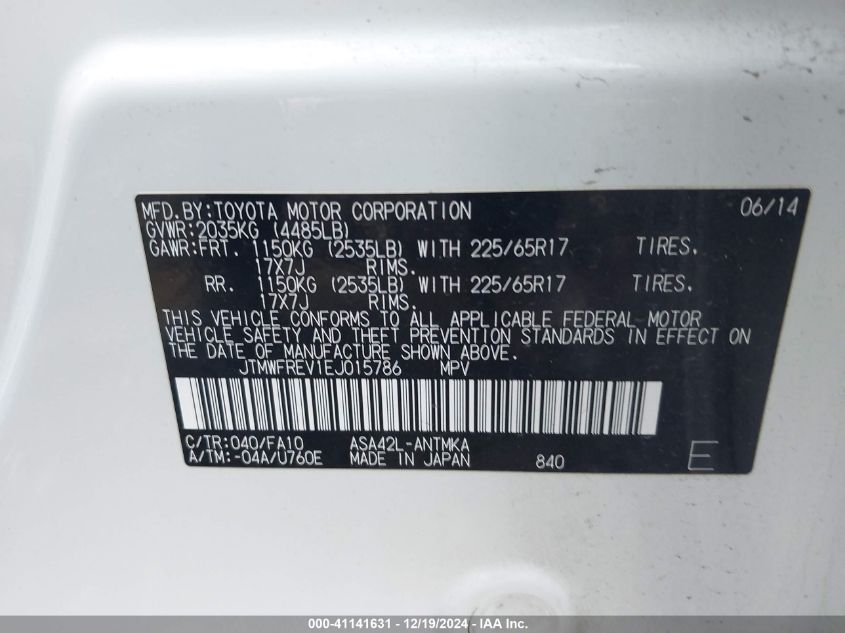 MFD.BY:TOYOTA MOTOR CORPORATION 06/14
GVWR:2035KG (4485LB)
GAWR:FRT. 1150KG (2535LB) WITH 225/65R17 TIRES.
17X7J RIMS.
RR. 1150KG (2535LB) WITH 225/65R17 TIRES.
17X7J RIMS.
THIS VEHICLE CONFORMS TO ALL APPLICABLE FEDERAL MOTOR
VEHICLE SAFETY AND THEFT PREVENTION STANDARDS IN EFFECT ON
THE DATE OF MANUFACTURE SHOWN ABOVE.
JTMWFREV1EJ015786 MPV
C/TR:040/FA10 ASA42L-ANTMKA
A/TM:-04A/U760E MADE IN JAPAN 840 E
000-41141631 - 12/19/2024 - IAA Inc.